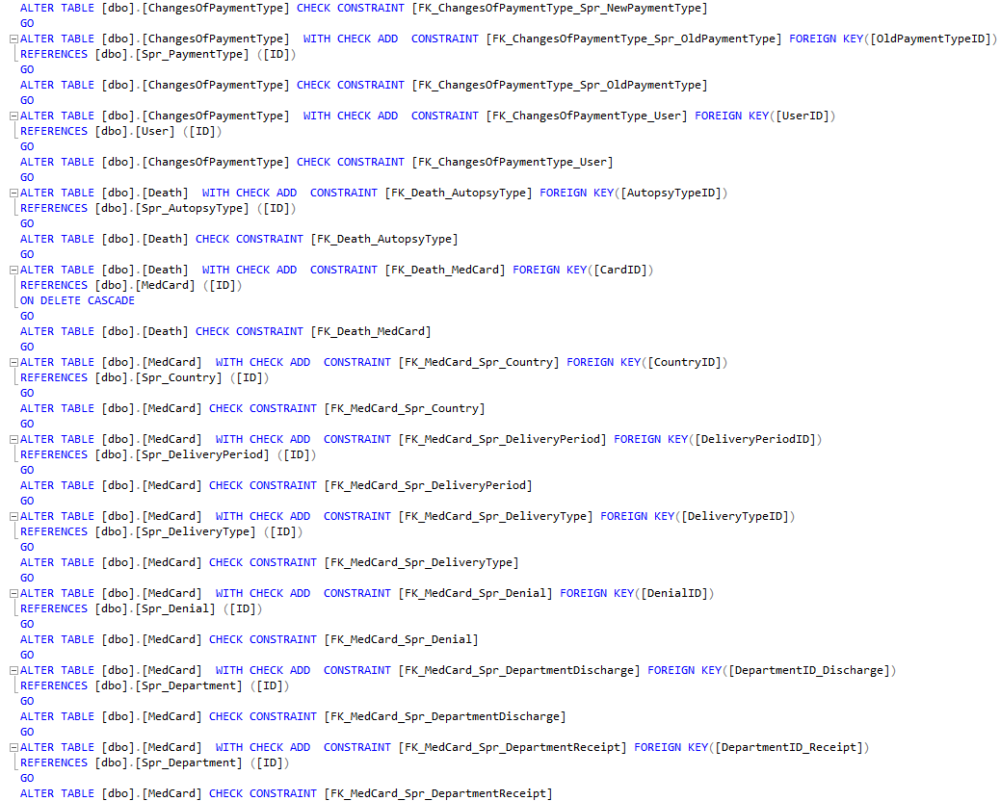 ALTER TABLE [dbo].[ChangesOfPaymentType] CHECK CONSTRAINT [FK_ChangesOfPaymentType_Spr_NewPaymentType]
GO
ALTER TABLE [dbo].[ChangesOfPaymentType]  WITH CHECK ADD  CONSTRAINT [FK_ChangesOfPaymentType_Spr_OldPaymentType] FOREIGN KEY([OldPaymentTypeID])
REFERENCES [dbo].[Spr_PaymentType] ([ID])
GO
ALTER TABLE [dbo].[ChangesOfPaymentType] CHECK CONSTRAINT [FK_ChangesOfPaymentType_Spr_OldPaymentType]
GO
ALTER TABLE [dbo].[ChangesOfPaymentType]  WITH CHECK ADD  CONSTRAINT [FK_ChangesOfPaymentType_User] FOREIGN KEY([UserID])
REFERENCES [dbo].[User] ([ID])
GO
ALTER TABLE [dbo].[ChangesOfPaymentType] CHECK CONSTRAINT [FK_ChangesOfPaymentType_User]
GO
ALTER TABLE [dbo].[Death]  WITH CHECK ADD  CONSTRAINT [FK_Death_AutopsyType] FOREIGN KEY([AutopsyTypeID])
REFERENCES [dbo].[Spr_AutopsyType] ([ID])
GO
ALTER TABLE [dbo].[Death] CHECK CONSTRAINT [FK_Death_AutopsyType]
GO
ALTER TABLE [dbo].[Death]  WITH CHECK ADD  CONSTRAINT [FK_Death_MedCard] FOREIGN KEY([CardID])
REFERENCES [dbo].[MedCard] ([ID])
ON DELETE CASCADE
GO
ALTER TABLE [dbo].[Death] CHECK CONSTRAINT [FK_Death_MedCard]
GO
ALTER TABLE [dbo].[MedCard]  WITH CHECK ADD  CONSTRAINT [FK_MedCard_Spr_Country] FOREIGN KEY([CountryID])
REFERENCES [dbo].[Spr_Country] ([ID])
GO
ALTER TABLE [dbo].[MedCard] CHECK CONSTRAINT [FK_MedCard_Spr_Country]
GO
ALTER TABLE [dbo].[MedCard]  WITH CHECK ADD  CONSTRAINT [FK_MedCard_Spr_DeliveryPeriod] FOREIGN KEY([DeliveryPeriodID])
REFERENCES [dbo].[Spr_DeliveryPeriod] ([ID])
GO
ALTER TABLE [dbo].[MedCard] CHECK CONSTRAINT [FK_MedCard_Spr_DeliveryPeriod]
GO
ALTER TABLE [dbo].[MedCard]  WITH CHECK ADD  CONSTRAINT [FK_MedCard_Spr_DeliveryType] FOREIGN KEY([DeliveryTypeID])
REFERENCES [dbo].[Spr_DeliveryType] ([ID])
GO
ALTER TABLE [dbo].[MedCard] CHECK CONSTRAINT [FK_MedCard_Spr_DeliveryType]
GO
ALTER TABLE [dbo].[MedCard]  WITH CHECK ADD  CONSTRAINT [FK_MedCard_Spr_Denial] FOREIGN KEY([DenialID])
REFERENCES [dbo].[Spr_Denial] ([ID])
GO
ALTER TABLE [dbo].[MedCard] CHECK CONSTRAINT [FK_MedCard_Spr_Denial]
GO
ALTER TABLE [dbo].[MedCard]  WITH CHECK ADD  CONSTRAINT [FK_MedCard_Spr_DepartmentDischarge] FOREIGN KEY([DepartmentID_Discharge])
REFERENCES [dbo].[Spr_Department] ([ID])
GO
ALTER TABLE [dbo].[MedCard] CHECK CONSTRAINT [FK_MedCard_Spr_DepartmentDischarge]
GO
ALTER TABLE [dbo].[MedCard]  WITH CHECK ADD  CONSTRAINT [FK_MedCard_Spr_DepartmentReceipt] FOREIGN KEY([DepartmentID_Receipt])
REFERENCES [dbo].[Spr_Department] ([ID])
GO
ALTER TABLE [dbo].[MedCard] CHECK CONSTRAINT [FK_MedCard_Spr_DepartmentReceipt]